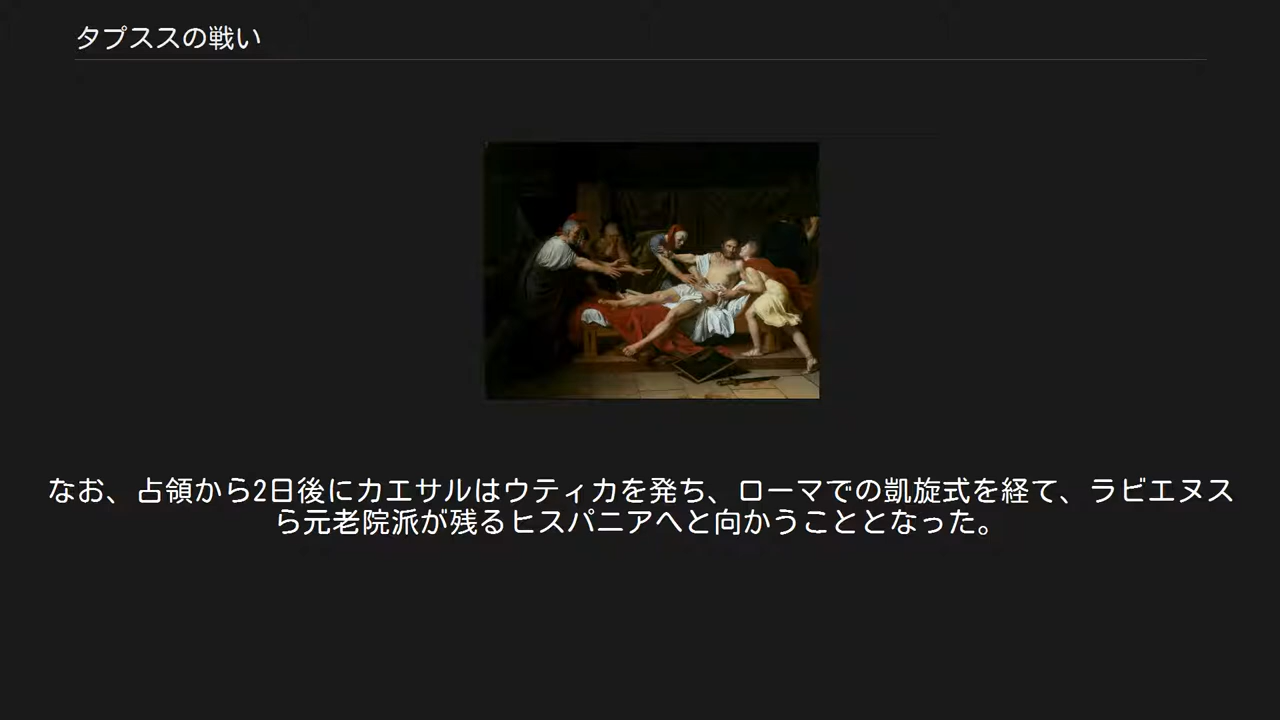 タプススの戦い
なお、占領から2日後にカエサルはウティカを発ち、ローマでの凱旋式を経て、ラビエヌス
ら元老院派が残るヒスパニアへと向かうこととなった。